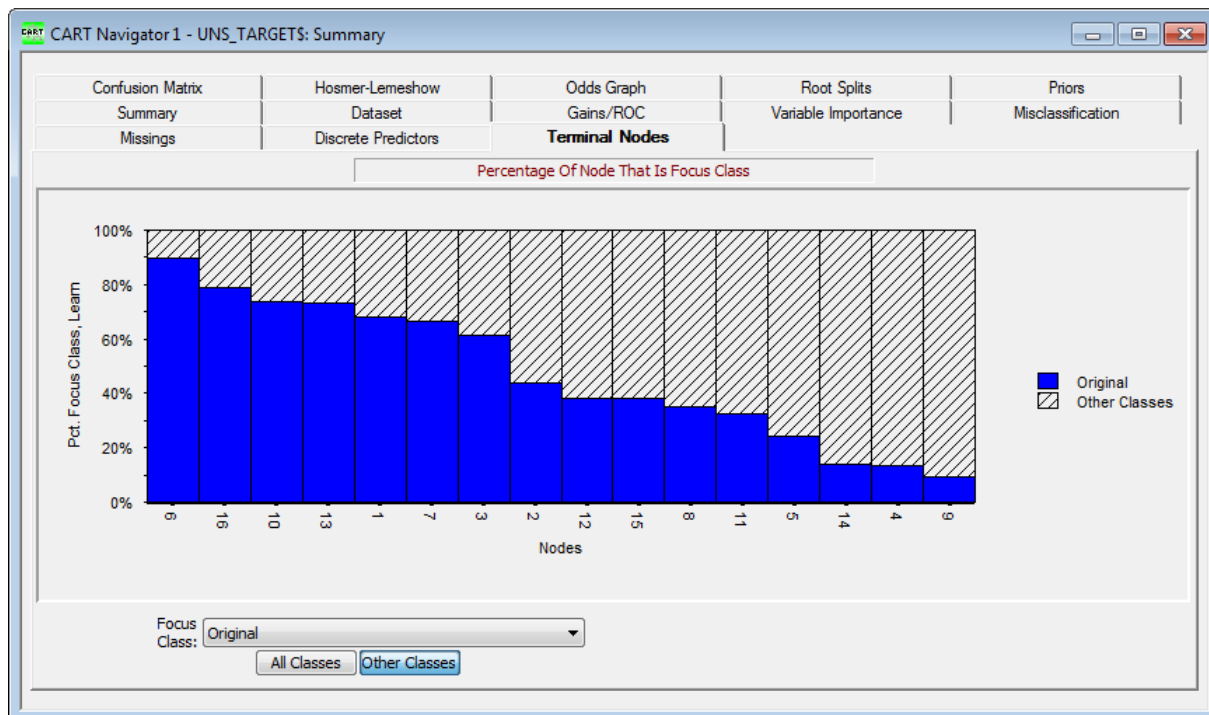 CART CART Navigator 1 - UNS_TARGET$: Summary
Confusion Matrix Hosmer-Lemeshow Odds Graph Root Splits Priors
Summary Dataset Gains/ROC Variable Importance Misclassification
Missings Discrete Predictors Terminal Nodes
Percentage Of Node That Is Focus Class
100%
80%
60%
40%
20%
0%
Pct. Focus Class, Learn
Original
Other Classes
6 16 10 13 1 7 3 2 12 15 8 11 5 14 4 9
Nodes
Focus Class: Original
All Classes Other Classes